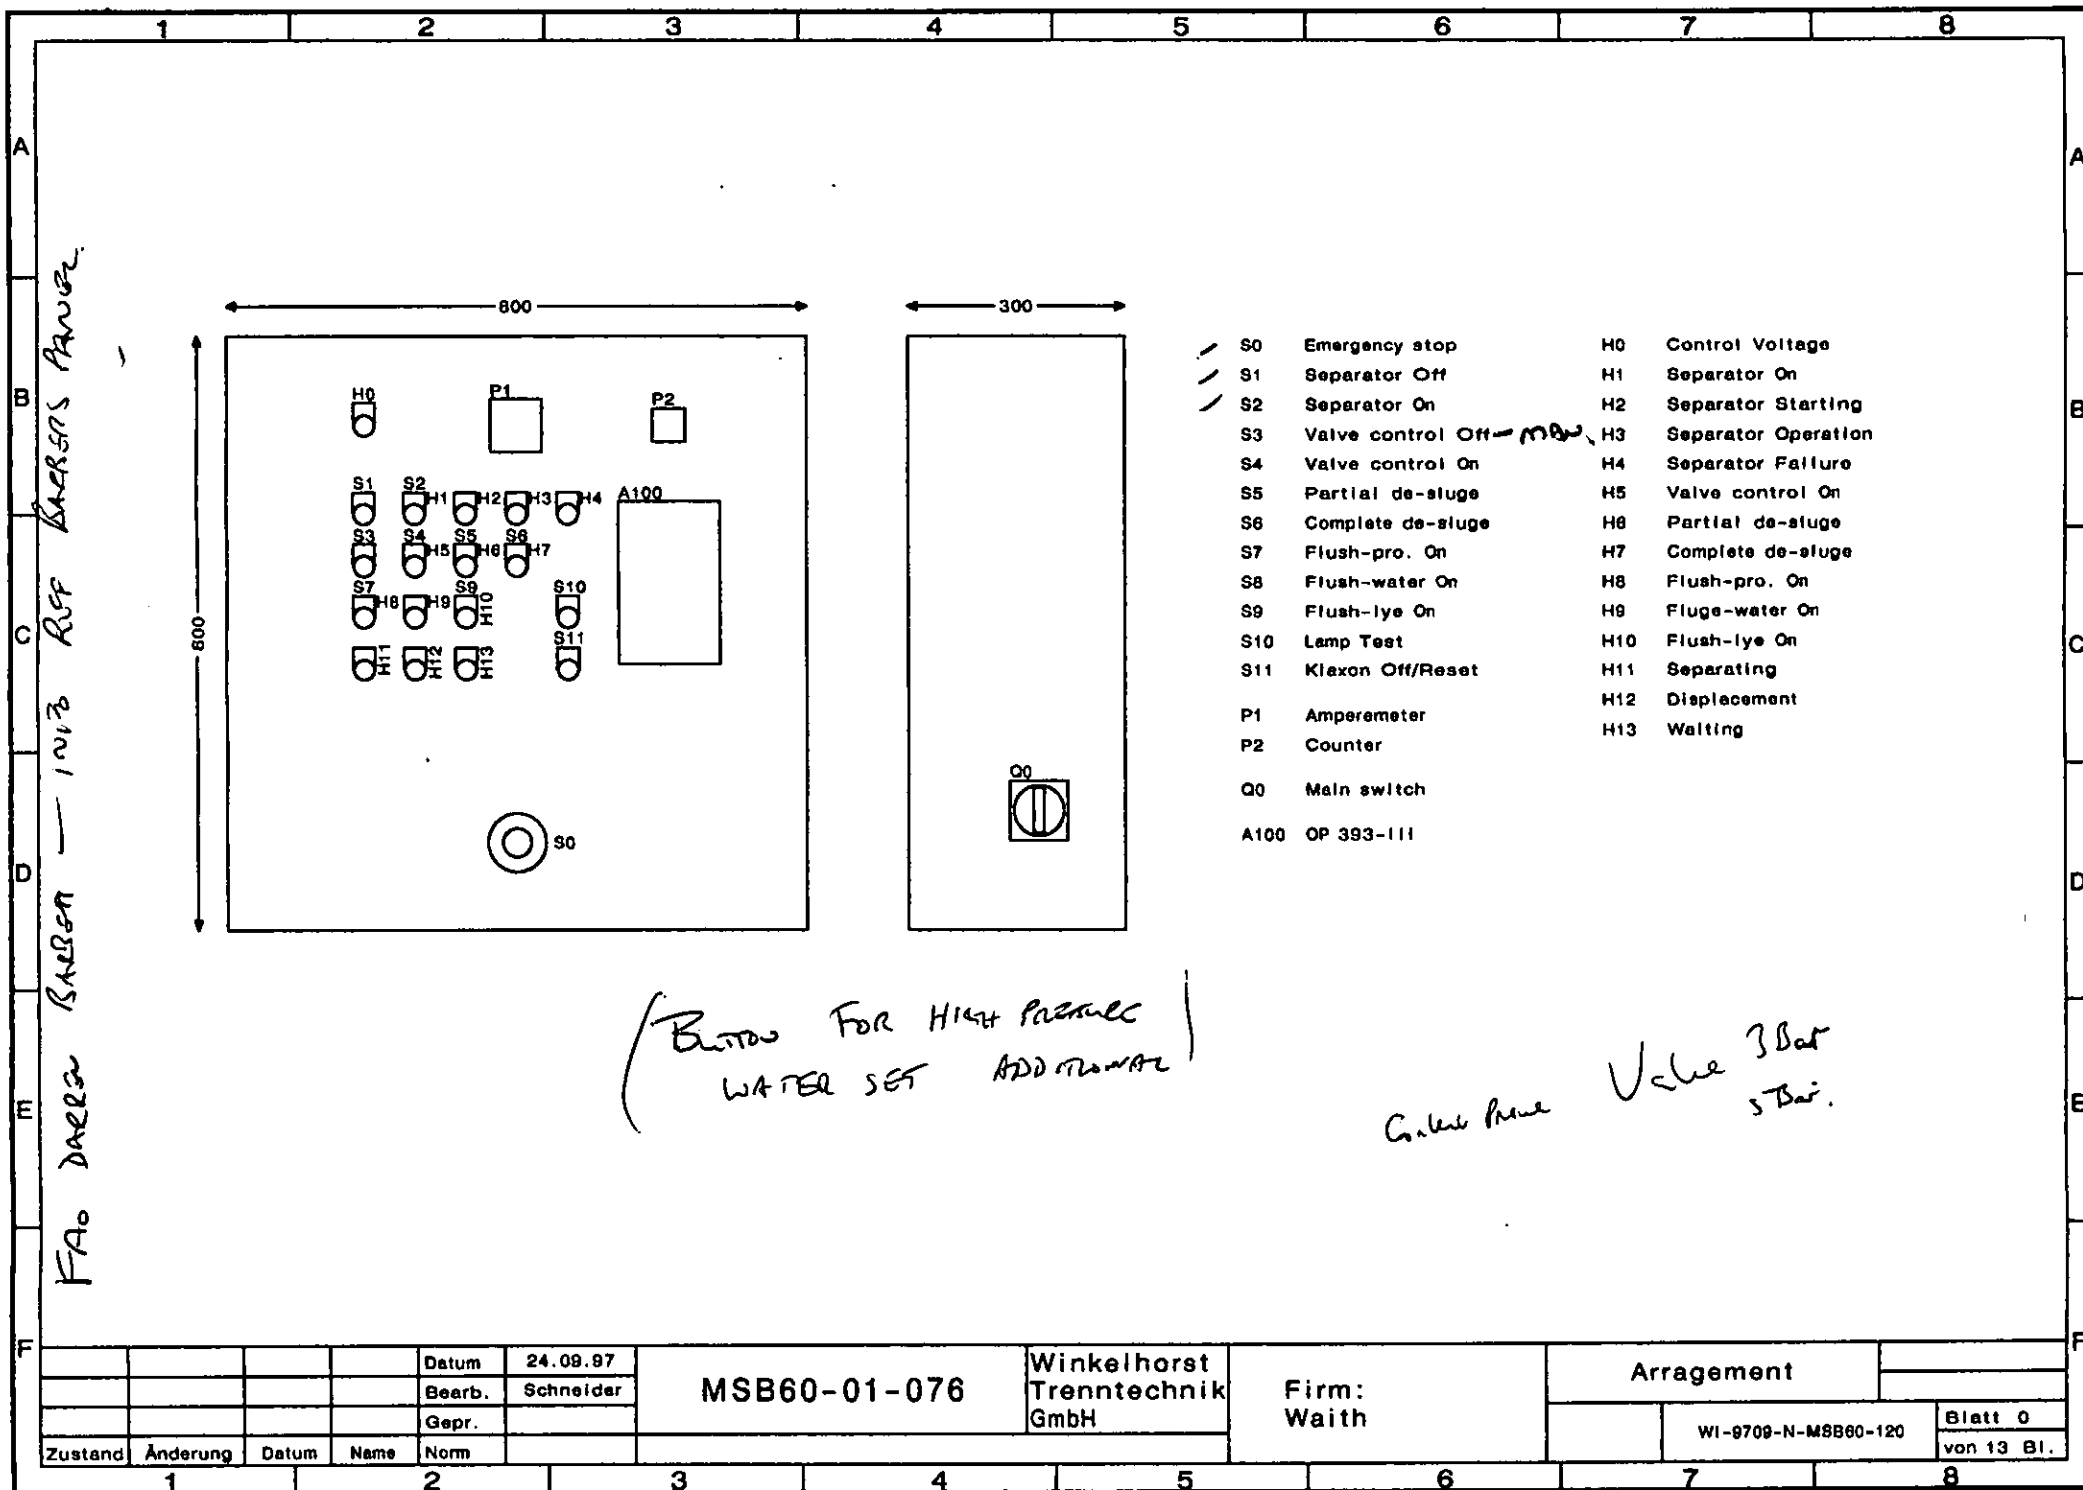 1 2 3 4 5 6 7 8
A A
B B
C C
D D
E E
F F
FAO DARREN BARBER — INFO REF BARBERS PANEL.
600
300
600
H0 P1 P2
S1 S2 H1 H2 H3 H4 A100
S3 S4 H5 S5 H6 S6 H7
S7 H8 H9 S9 H10 S10
H11 H12 H13 S11
S0
Q0
S0 Emergency stop
S1 Separator Off
S2 Separator On
S3 Valve control Off
S4 Valve control On
S5 Partial de-sluge
S6 Complete de-sluge
S7 Flush-pro. On
S8 Flush-water On
S9 Flush-lye On
S10 Lamp Test
S11 Klaxon Off/Reset
P1 Amperemeter
P2 Counter
Q0 Main switch
A100 OP 393-III
H0 Control Voltage
H1 Separator On
H2 Separator Starting
H3 Separator Operation
H4 Separator Failure
H5 Valve control On
H6 Partial de-sluge
H7 Complete de-sluge
H8 Flush-pro. On
H9 Fluge-water On
H10 Flush-lye On
H11 Separating
H12 Displacement
H13 Waiting
BUTTON FOR HIGH PRESSURE
WATER SET ADDITIONAL
Valve 3 Bar
5 Bar.
Datum 24.09.97
Bearb. Schneider
Gepr.
Zustand Änderung Datum Name Norm
MSB60-01-076
Winkelhorst
Trenntechnik
GmbH
Firm:
Waith
Arragement
WI-9709-N-MSB60-120
Blatt 0
von 13 Bl.
1 2 3 4 5 6 7 8